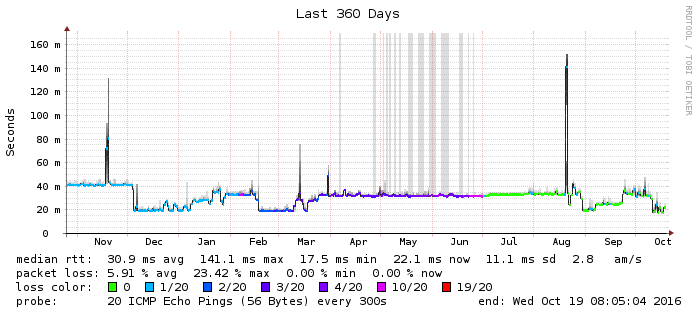 Last 360 Days
RRDTOOL / TOBI OETIKER
Seconds
160 m
140 m
120 m
100 m
80 m
60 m
40 m
20 m
0
Nov Dec Jan Feb Mar Apr May Jun Jul Aug Sep Oct
median rtt: 30.9 ms avg 141.1 ms max 17.5 ms min 22.1 ms now 11.1 ms sd 2.8 am/s
packet loss: 5.91 % avg 23.42 % max 0.00 % min 0.00 % now
loss color: 0 1/20 2/20 3/20 4/20 10/20 19/20
probe: 20 ICMP Echo Pings (56 Bytes) every 300s end: Wed Oct 19 08:05:04 2016